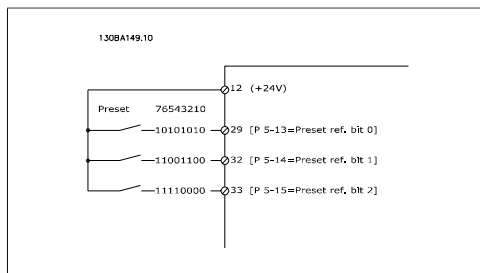 130BA149.10
12 (+24V)
Preset 76543210
10101010 29 [P 5-13=Preset ref. bit 0]
11001100 32 [P 5-14=Preset ref. bit 1]
11110000 33 [P 5-15=Preset ref. bit 2]